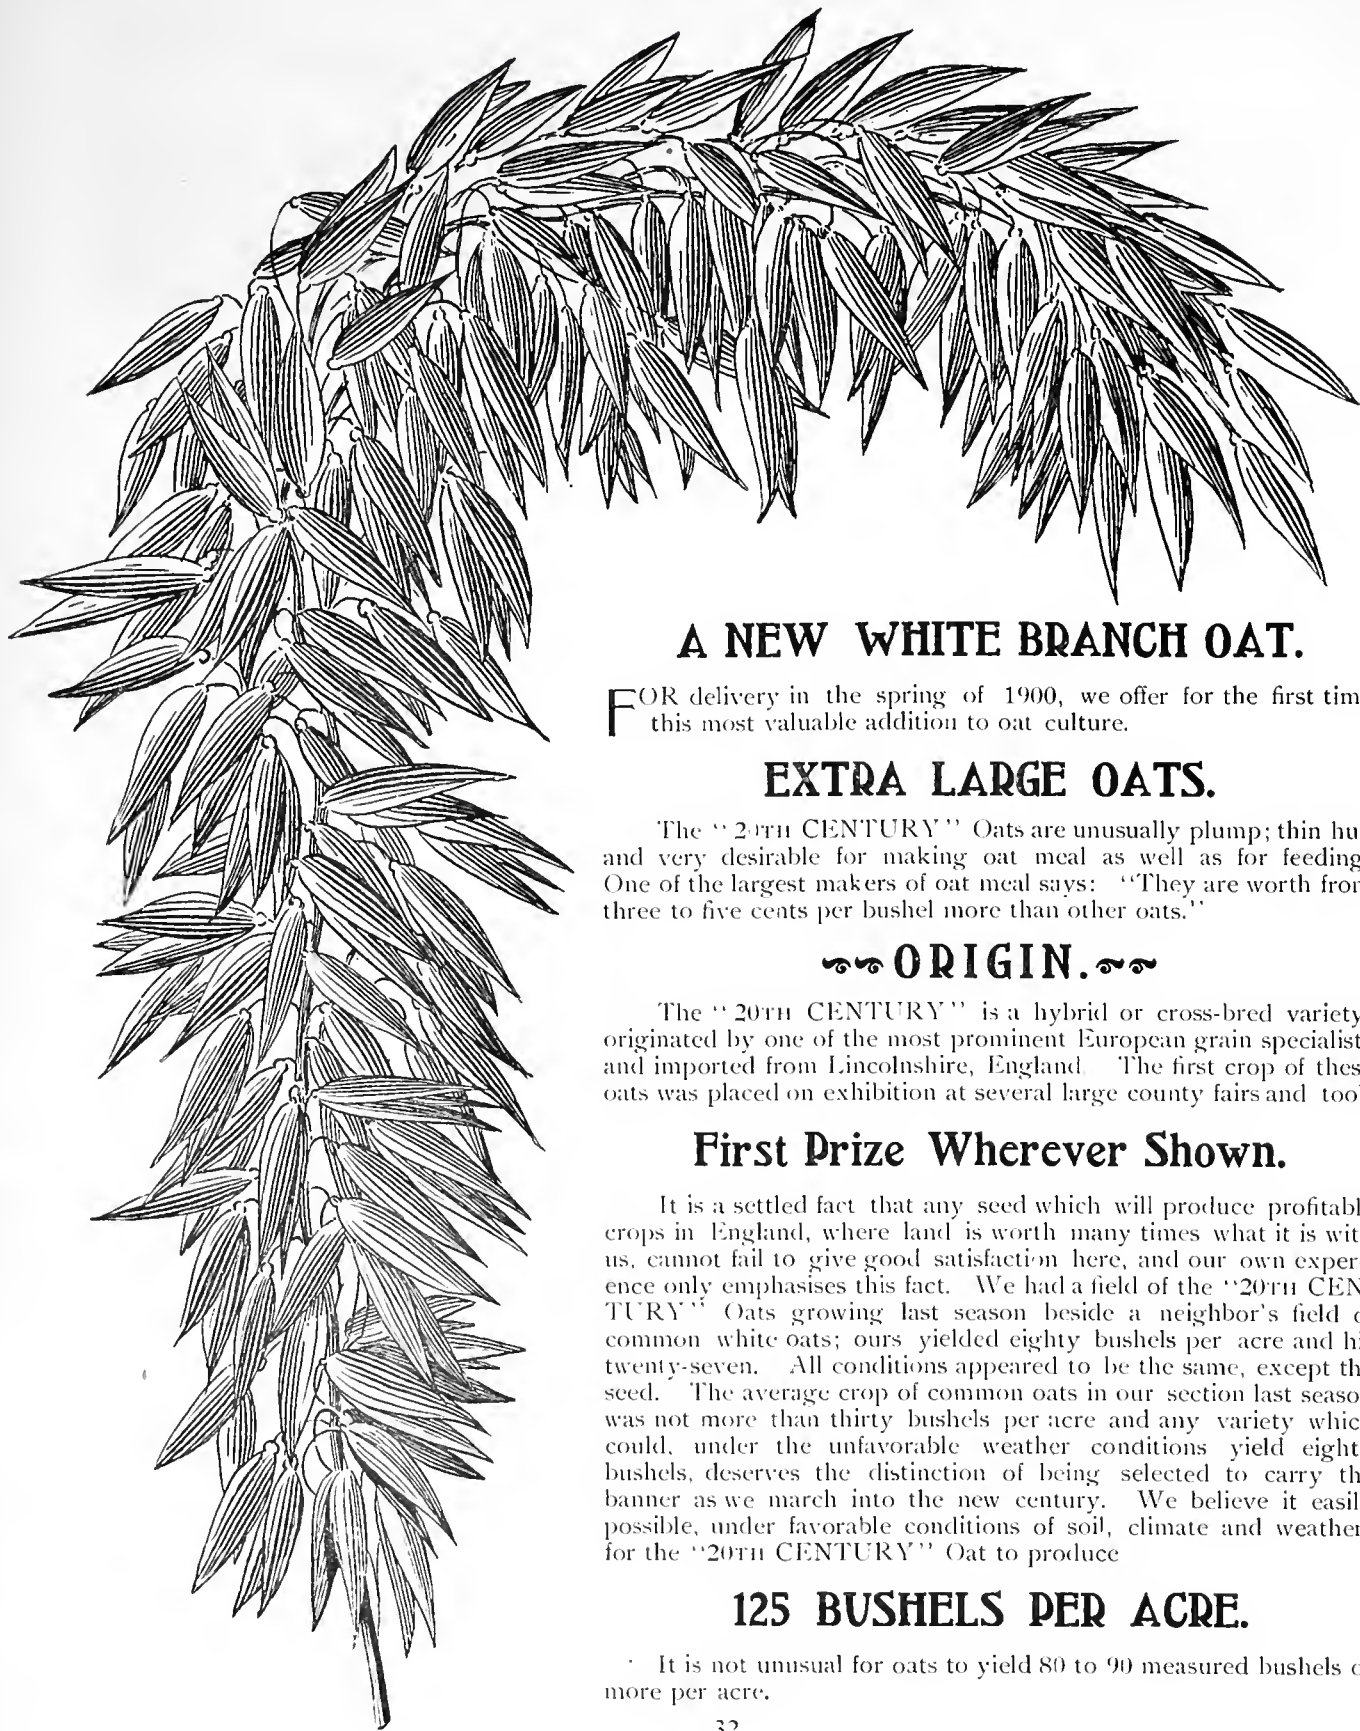 A NEW WHITE BRANCH OAT.
FOR delivery in the spring of 1900, we offer for the first tim
this most valuable addition to oat culture.
EXTRA LARGE OATS.
The "20TH CENTURY" Oats are unusually plump; thin hu
and very desirable for making oat meal as well as for feeding
One of the largest makers of oat meal says: "They are worth from
three to five cents per bushel more than other oats."
ORIGIN.
The "20TH CENTURY" is a hybrid or cross-bred variety
originated by one of the most prominent European grain specialist
and imported from Lincolnshire, England The first crop of thes
oats was placed on exhibition at several large county fairs and too
First Prize Wherever Shown.
It is a settled fact that any seed which will produce profitabl
crops in England, where land is worth many times what it is wit
us, cannot fail to give good satisfaction here, and our own exper
ence only emphasises this fact. We had a field of the "20TH CEN
TURY" Oats growing last season beside a neighbor's field o
common white oats; ours yielded eighty bushels per acre and hi
twenty-seven. All conditions appeared to be the same, except th
seed. The average crop of common oats in our section last seaso
was not more than thirty bushels per acre and any variety whic
could, under the unfavorable weather conditions yield eight
bushels, deserves the distinction of being selected to carry th
banner as we march into the new century. We believe it easil
possible, under favorable conditions of soil, climate and weather
for the "20TH CENTURY" Oat to produce
125 BUSHELS PER ACRE.
It is not unusual for oats to yield 80 to 90 measured bushels o
more per acre.
32